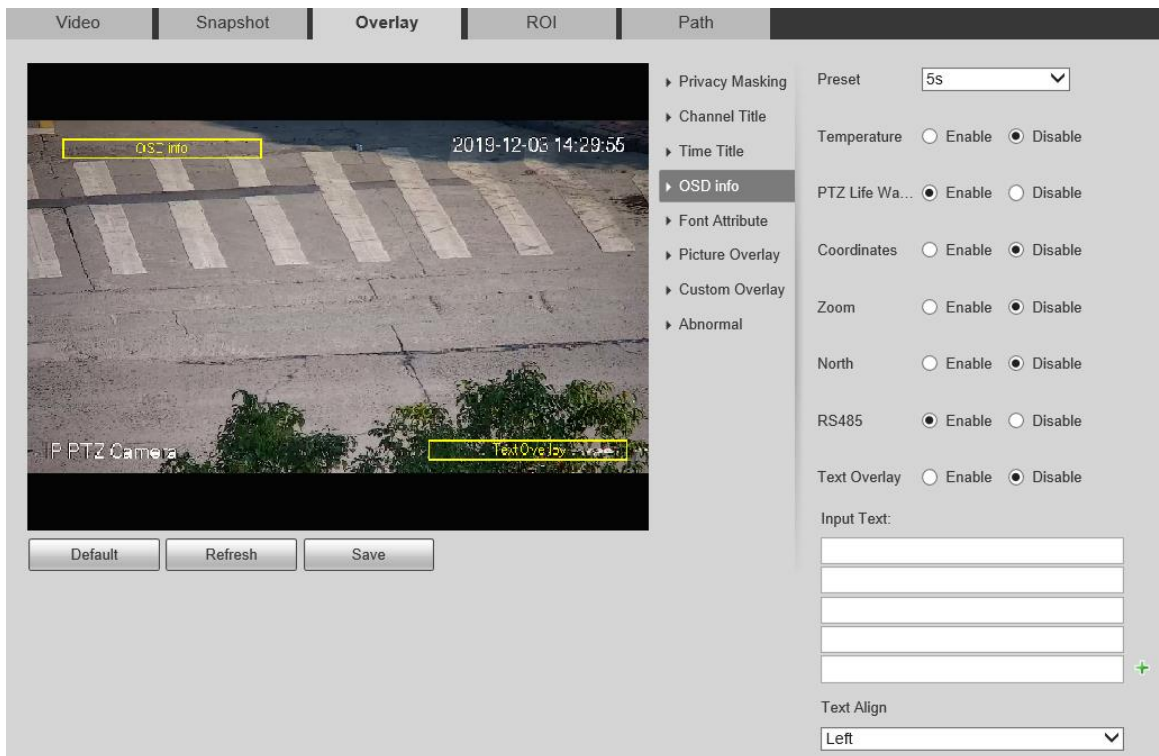 Video Snapshot Overlay ROI Path
OSD info
2019-12-03 14:29:55
IP PTZ Camera
Text Overlay
Default Refresh Save
Privacy Masking
Channel Title
Time Title
OSD info
Font Attribute
Picture Overlay
Custom Overlay
Abnormal
Preset 5s
Temperature Enable Disable
PTZ Life Wa... Enable Disable
Coordinates Enable Disable
Zoom Enable Disable
North Enable Disable
RS485 Enable Disable
Text Overlay Enable Disable
Input Text:
Text Align
Left